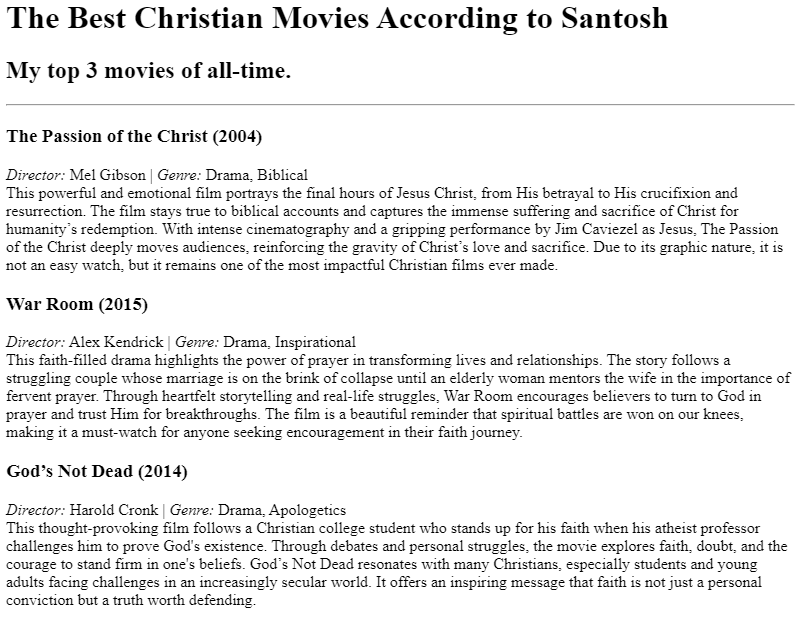 The Best Christian Movies According to Santosh
My top 3 movies of all-time.
The Passion of the Christ (2004)
Director: Mel Gibson | Genre: Drama, Biblical
This powerful and emotional film portrays the final hours of Jesus Christ, from His betrayal to His crucifixion and
resurrection. The film stays true to biblical accounts and captures the immense suffering and sacrifice of Christ for
humanity’s redemption. With intense cinematography and a gripping performance by Jim Caviezel as Jesus, The Passion
of the Christ deeply moves audiences, reinforcing the gravity of Christ’s love and sacrifice. Due to its graphic nature, it is
not an easy watch, but it remains one of the most impactful Christian films ever made.
War Room (2015)
Director: Alex Kendrick | Genre: Drama, Inspirational
This faith-filled drama highlights the power of prayer in transforming lives and relationships. The story follows a
struggling couple whose marriage is on the brink of collapse until an elderly woman mentors the wife in the importance of
fervent prayer. Through heartfelt storytelling and real-life struggles, War Room encourages believers to turn to God in
prayer and trust Him for breakthroughs. The film is a beautiful reminder that spiritual battles are won on our knees,
making it a must-watch for anyone seeking encouragement in their faith journey.
God’s Not Dead (2014)
Director: Harold Cronk | Genre: Drama, Apologetics
This thought-provoking film follows a Christian college student who stands up for his faith when his atheist professor
challenges him to prove God's existence. Through debates and personal struggles, the movie explores faith, doubt, and the
courage to stand firm in one's beliefs. God’s Not Dead resonates with many Christians, especially students and young
adults facing challenges in an increasingly secular world. It offers an inspiring message that faith is not just a personal
conviction but a truth worth defending.